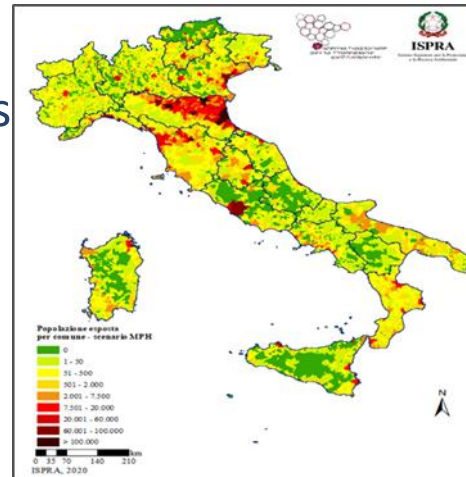 s
ISPRA
Popolazione esposta
per comune - scenario MPH
0
1 - 50
51 - 500
501 - 2.000
2.001 - 7.500
7.501 - 20.000
20.001 - 60.000
60.001 - 100.000
> 100.000
0 35 70 140 210
km
ISPRA, 2020
N